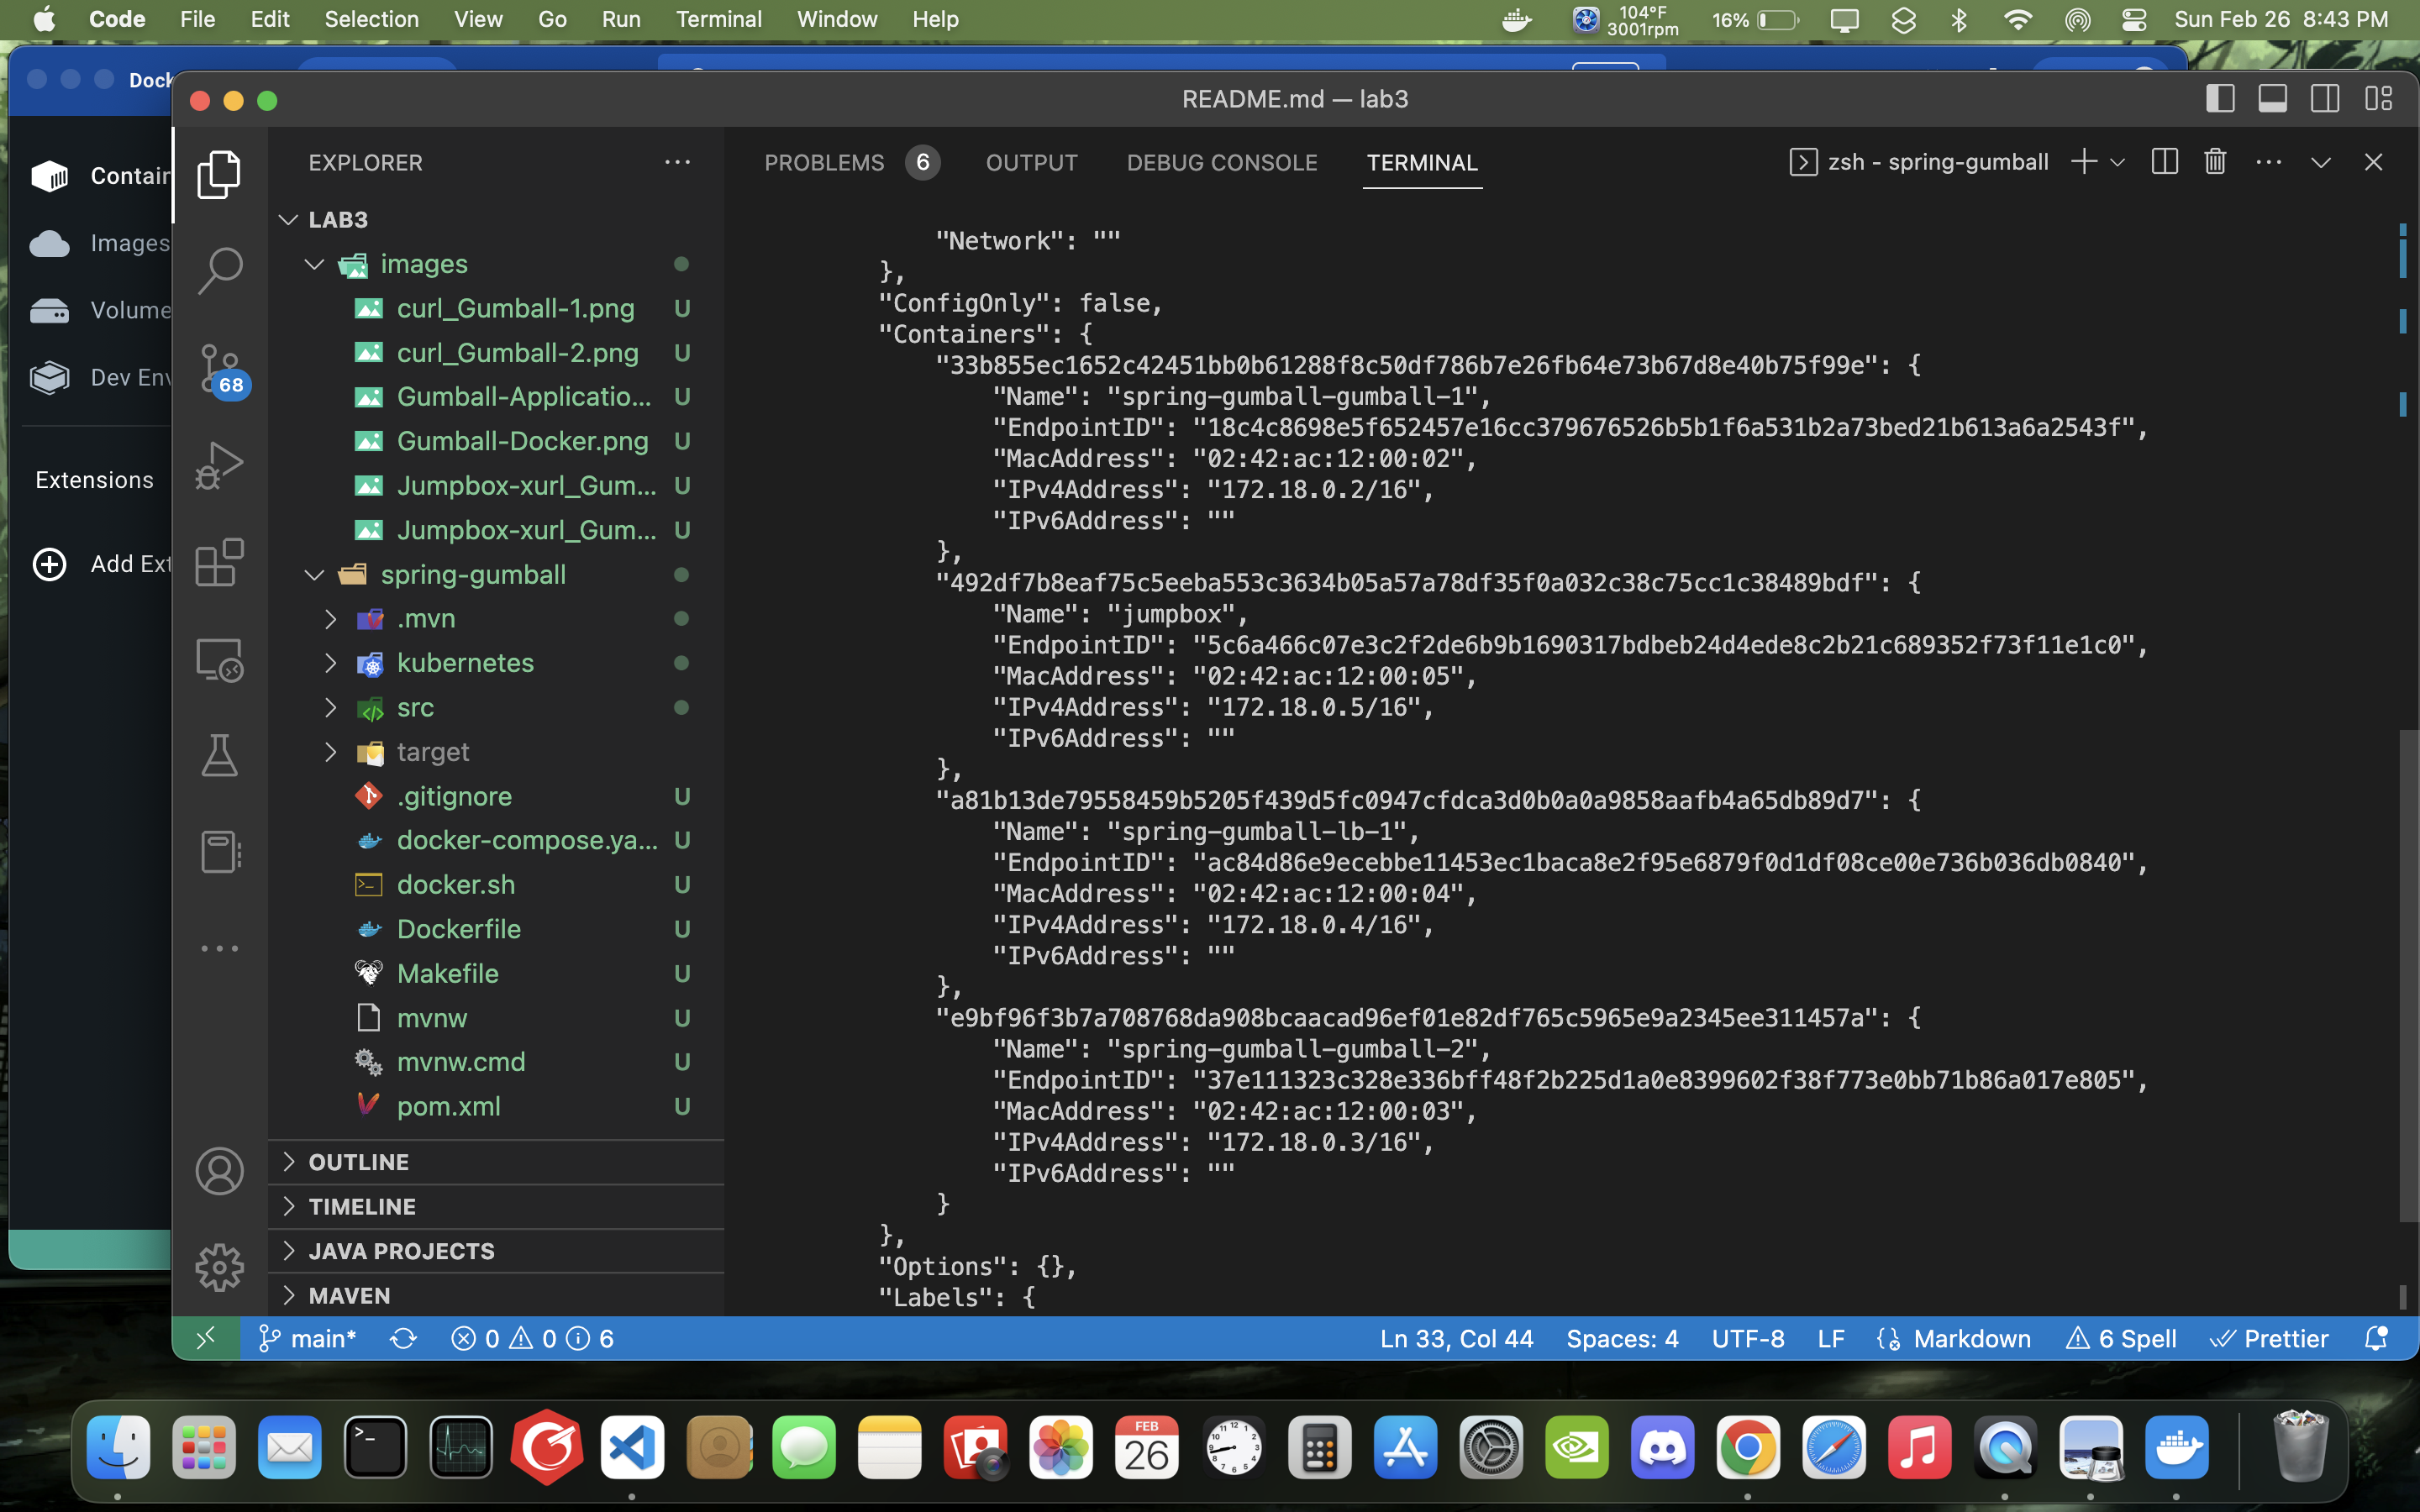 Code File Edit Selection View Go Run Terminal Window Help
104°F
3001rpm
16%
Sun Feb 26 8:43 PM
README.md — lab3
Images
Extensions
EXPLORER
LAB3
images
curl_Gumball-1.png U
curl_Gumball-2.png U
Gumball-Applicatio... U
Gumball-Docker.png U
Jumpbox-xurl_Gum... U
Jumpbox-xurl_Gum... U
spring-gumball
.mvn
kubernetes
src
target
.gitignore U
docker-compose.ya... U
docker.sh U
Dockerfile U
Makefile U
mvnw U
mvnw.cmd U
pom.xml U
OUTLINE
TIMELINE
JAVA PROJECTS
MAVEN
68
PROBLEMS 6 OUTPUT DEBUG CONSOLE TERMINAL
zsh - spring-gumball
"Network": ""
},
"ConfigOnly": false,
"Containers": {
"33b855ec1652c42451bb0b61288f8c50df786b7e26fb64e73b67d8e40b75f99e": {
"Name": "spring-gumball-gumball-1",
"EndpointID": "18c4c8698e5f652457e16cc379676526b5b1f6a531b2a73bed21b613a6a2543f",
"MacAddress": "02:42:ac:12:00:02",
"IPv4Address": "172.18.0.2/16",
"IPv6Address": ""
},
"492df7b8eaf75c5eeba553c3634b05a57a78df35f0a032c38c75cc1c38489bdf": {
"Name": "jumpbox",
"EndpointID": "5c6a466c07e3c2f2de6b9b1690317bdbeb24d4ede8c2b21c689352f73f11e1c0",
"MacAddress": "02:42:ac:12:00:05",
"IPv4Address": "172.18.0.5/16",
"IPv6Address": ""
},
"a81b13de79558459b5205f439d5fc0947cfdca3d0b0a0a9858aafb4a65db89d7": {
"Name": "spring-gumball-lb-1",
"EndpointID": "ac84d86e9ecebbe11453ec1baca8e2f95e6879f0d1df08ce00e736b036db0840",
"MacAddress": "02:42:ac:12:00:04",
"IPv4Address": "172.18.0.4/16",
"IPv6Address": ""
},
"e9bf96f3b7a708768da908bcaacad96ef01e82df765c5965e9a2345ee311457a": {
"Name": "spring-gumball-gumball-2",
"EndpointID": "37e111323c328e336bff48f2b225d1a0e8399602f38f773e0bb71b86a017e805",
"MacAddress": "02:42:ac:12:00:03",
"IPv4Address": "172.18.0.3/16",
"IPv6Address": ""
}
},
"Options": {},
"Labels": {
main* 0 0 6
Ln 33, Col 44 Spaces: 4 UTF-8 LF Markdown 6 Spell Prettier
FEB
26